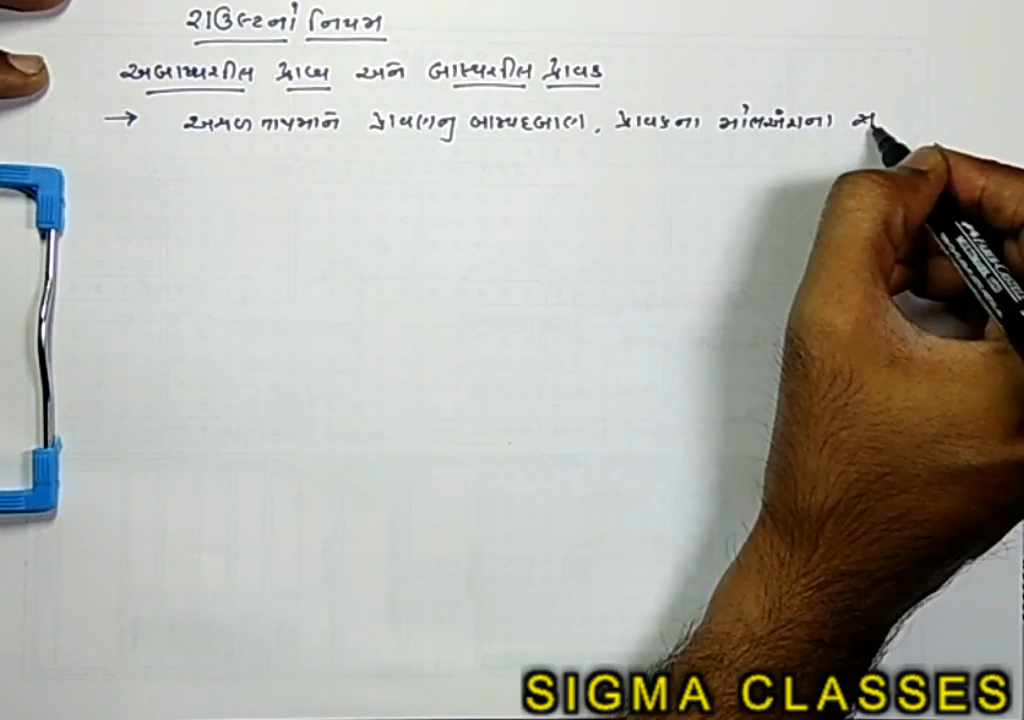 રાઉલ્ટનાં નિયમ
અબાષ્પશીલ દ્રાવ્ય અને બાષ્પશીલ દ્રાવક
→ અચળ તાપમાને દ્રાવણનુ બાષ્પદબાણ, દ્રાવકના મોલઅંશના
SIGMA CLASSES